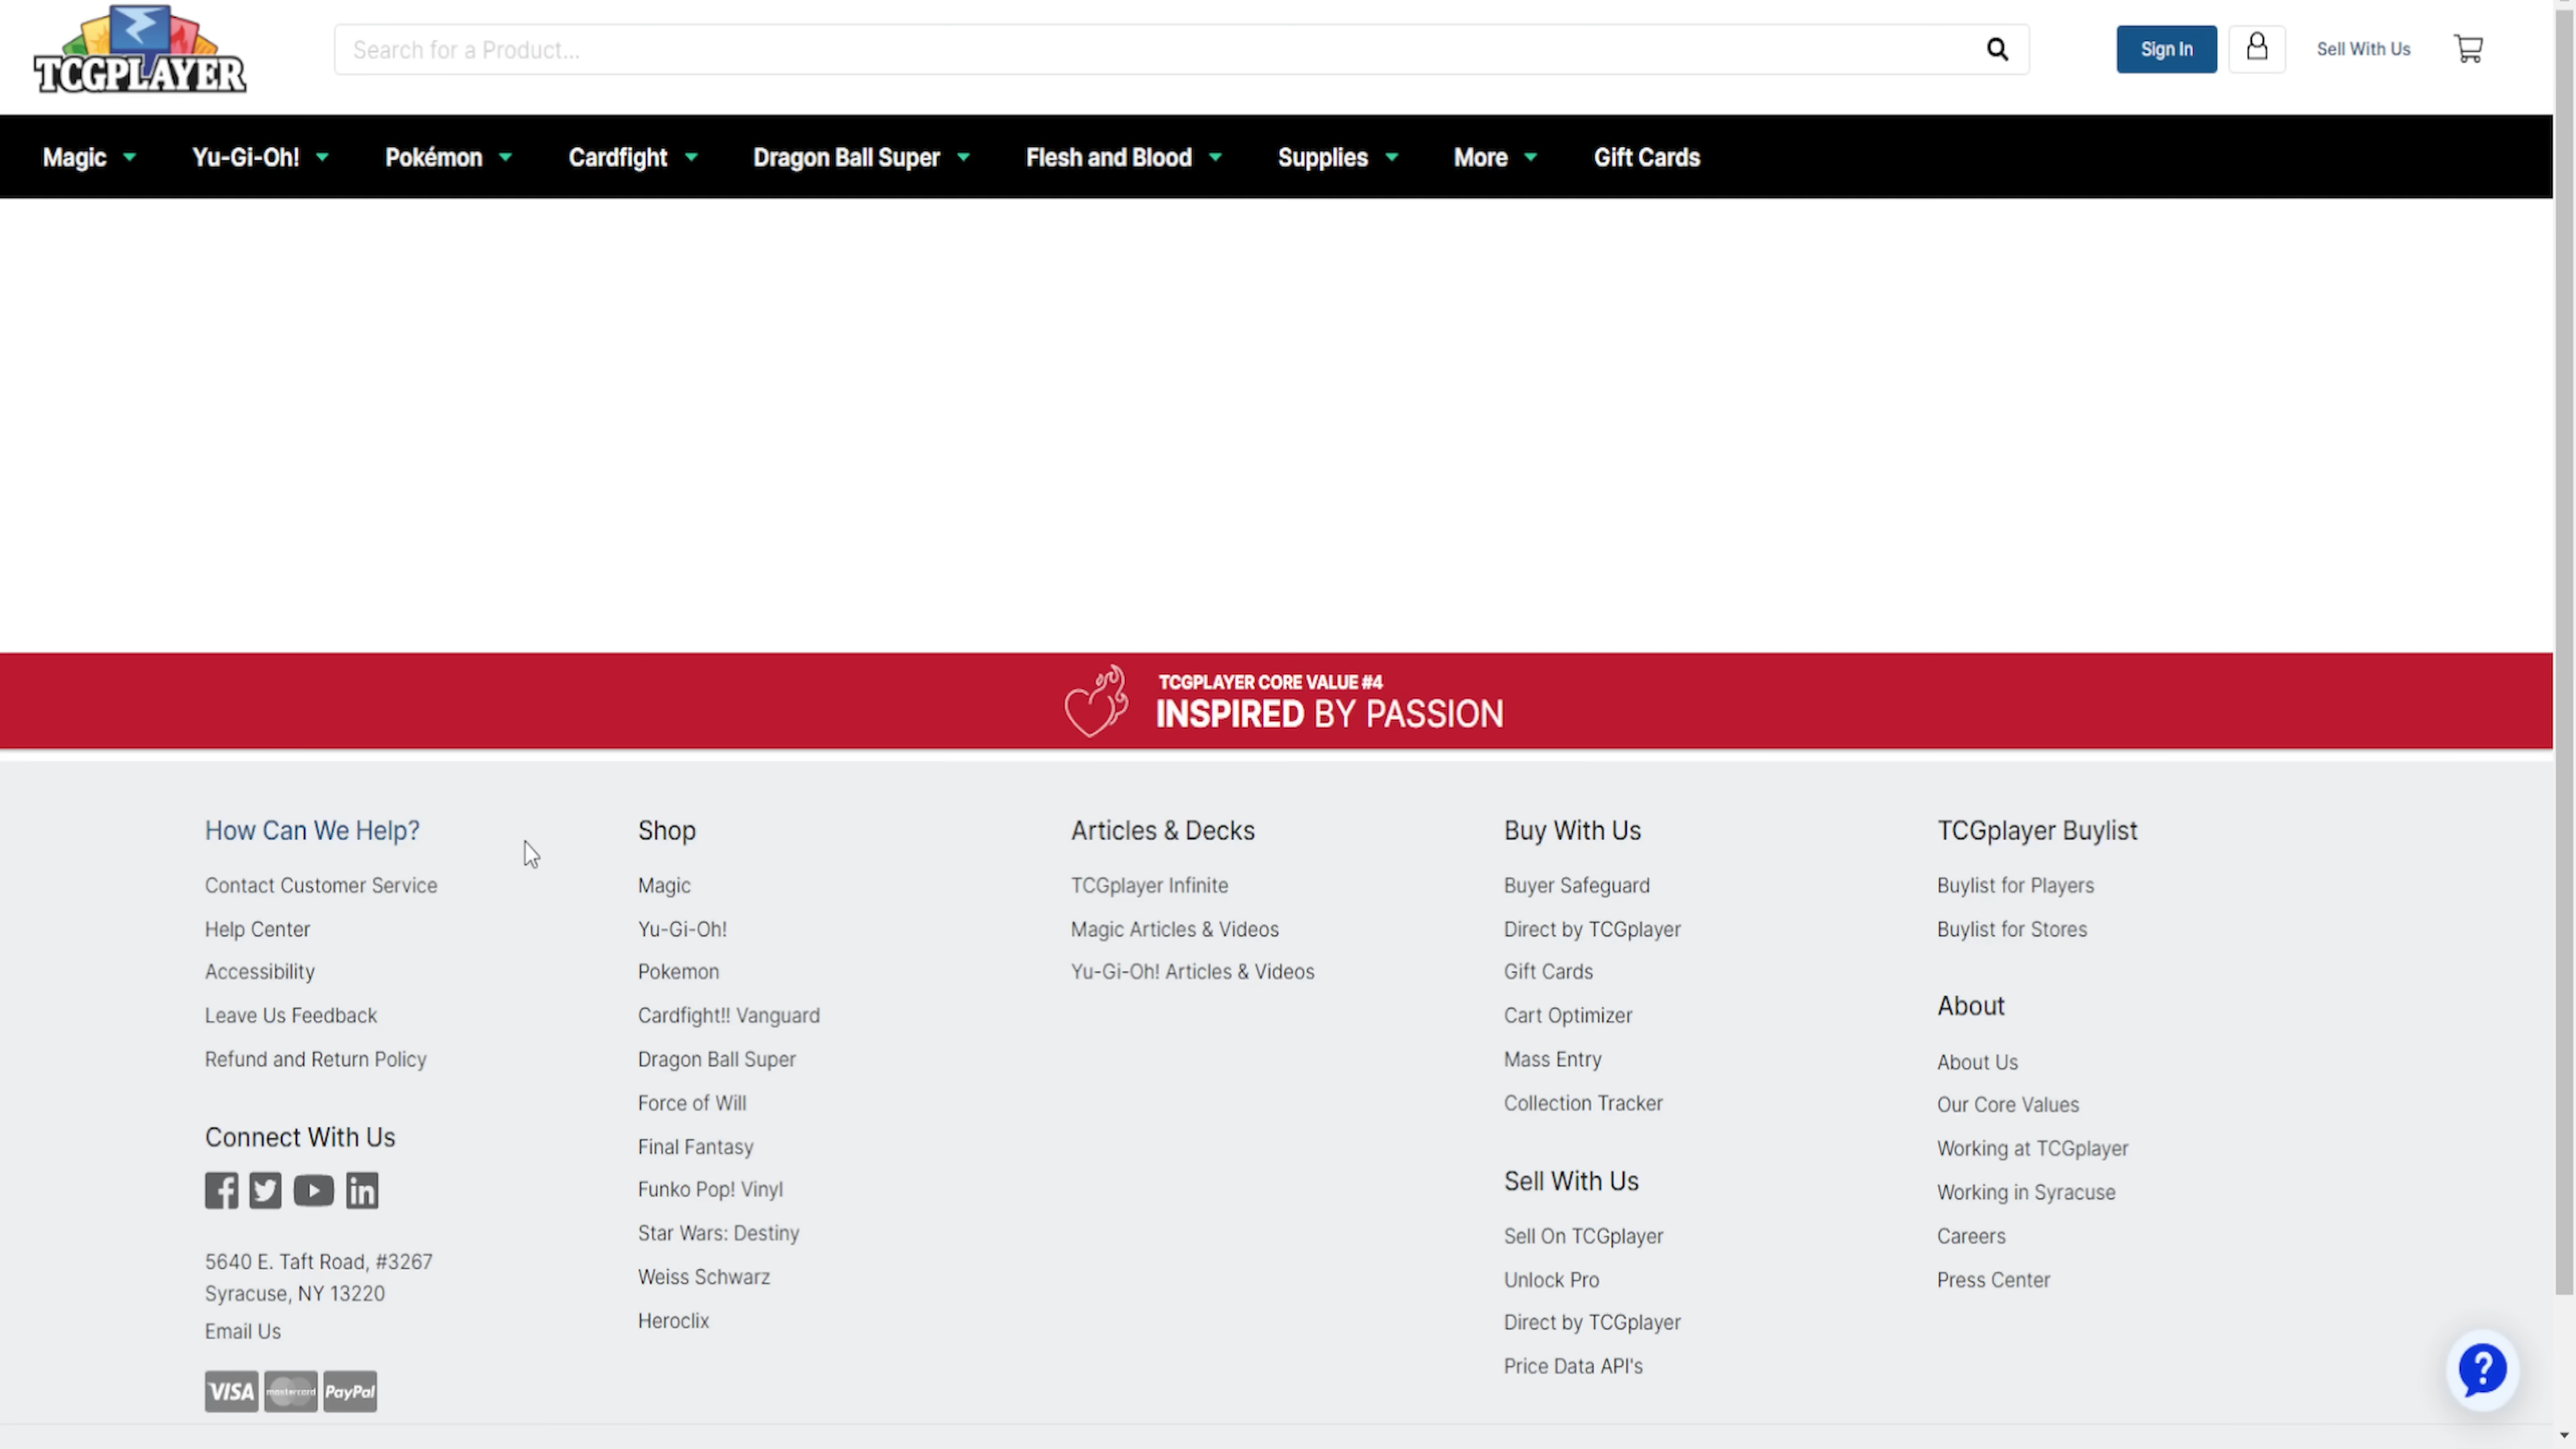 TCGPLAYER
Search for a Product...
Sign In
Sell With Us
Magic
Yu-Gi-Oh!
Pokémon
Cardfight
Dragon Ball Super
Flesh and Blood
Supplies
More
Gift Cards
TCGPLAYER CORE VALUE #4
INSPIRED BY PASSION
How Can We Help?
Contact Customer Service
Help Center
Accessibility
Leave Us Feedback
Refund and Return Policy
Connect With Us
5640 E. Taft Road, #3267
Syracuse, NY 13220
Email Us
VISA
mastercard
PayPal
Shop
Magic
Yu-Gi-Oh!
Pokemon
Cardfight!! Vanguard
Dragon Ball Super
Force of Will
Final Fantasy
Funko Pop! Vinyl
Star Wars: Destiny
Weiss Schwarz
Heroclix
Articles & Decks
TCGplayer Infinite
Magic Articles & Videos
Yu-Gi-Oh! Articles & Videos
Buy With Us
Buyer Safeguard
Direct by TCGplayer
Gift Cards
Cart Optimizer
Mass Entry
Collection Tracker
Sell With Us
Sell On TCGplayer
Unlock Pro
Direct by TCGplayer
Price Data API's
TCGplayer Buylist
Buylist for Players
Buylist for Stores
About
About Us
Our Core Values
Working at TCGplayer
Working in Syracuse
Careers
Press Center